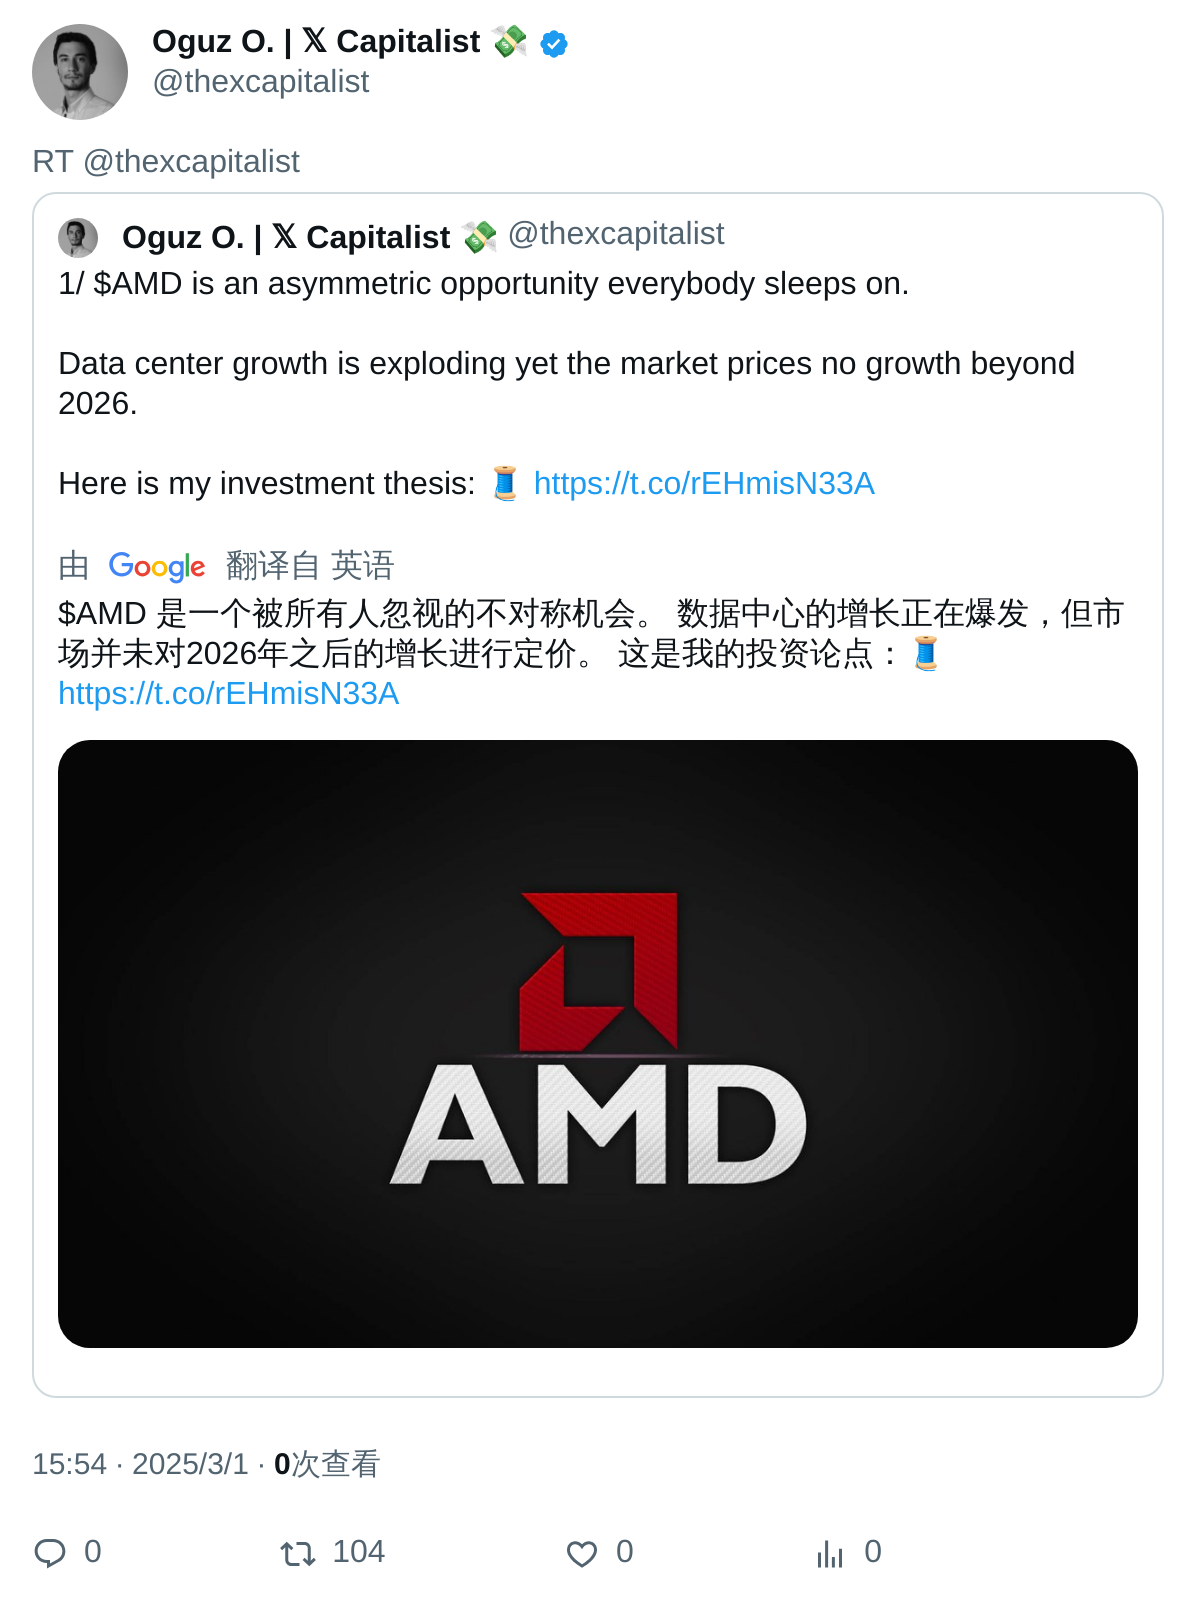 Oguz O. | 𝕏 Capitalist 💸
@thexcapitalist
RT @thexcapitalist
Oguz O. | 𝕏 Capitalist 💸 @thexcapitalist
1/ $AMD is an asymmetric opportunity everybody sleeps on.
Data center growth is exploding yet the market prices no growth beyond
2026.
Here is my investment thesis: 🧵 https://t.co/rEHmisN33A
由 Google 翻译自 英语
$AMD 是一个被所有人忽视的不对称机会。 数据中心的增长正在爆发，但市
场并未对2026年之后的增长进行定价。 这是我的投资论点：🧵
https://t.co/rEHmisN33A
AMD
15:54 · 2025/3/1 · 0次查看
0 104 0 0